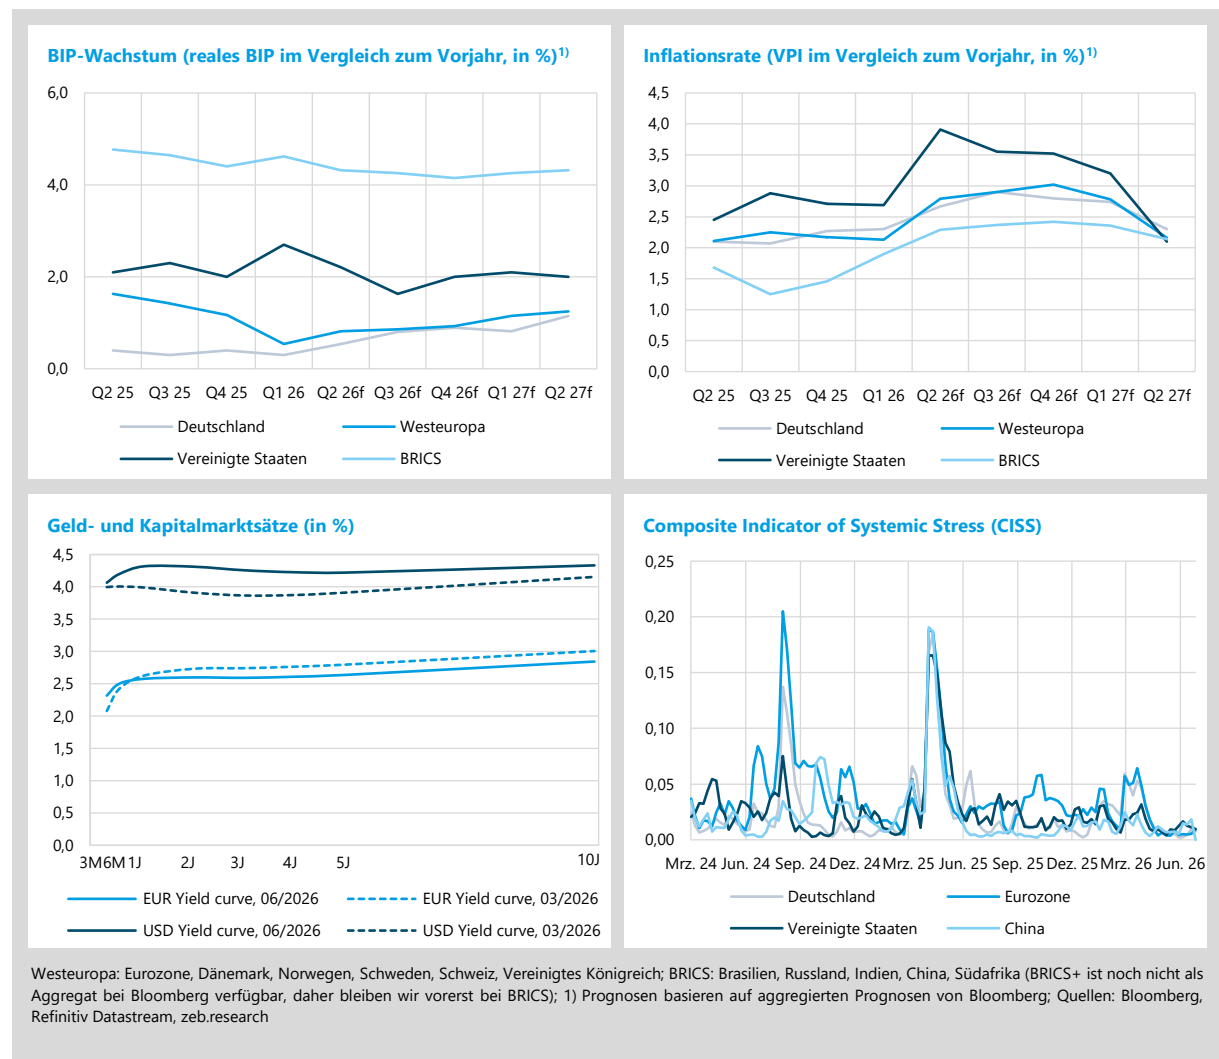 BIP-Wachstum (reales BIP im Vergleich zum Vorjahr, in %)1)
6,0
4,0
2,0
0,0
Q2 25 Q3 25 Q4 25 Q1 26 Q2 26f Q3 26f Q4 26f Q1 27f Q2 27f
Deutschland Westeuropa
Vereinigte Staaten BRICS
Inflationsrate (VPI im Vergleich zum Vorjahr, in %)1)
4,5
4,0
3,5
3,0
2,5
2,0
1,5
1,0
0,5
0,0
Q2 25 Q3 25 Q4 25 Q1 26 Q2 26f Q3 26f Q4 26f Q1 27f Q2 27f
Deutschland Westeuropa
Vereinigte Staaten BRICS
Geld- und Kapitalmarktsätze (in %)
4,5
4,0
3,5
3,0
2,5
2,0
1,5
1,0
0,5
0,0
3M 6M 1J 2J 3J 4J 5J 10J
EUR Yield curve, 06/2026 EUR Yield curve, 03/2026
USD Yield curve, 06/2026 USD Yield curve, 03/2026
Composite Indicator of Systemic Stress (CISS)
0,25
0,20
0,15
0,10
0,05
0,00
Mrz. 24 Jun. 24 Sep. 24 Dez. 24 Mrz. 25 Jun. 25 Sep. 25 Dez. 25 Mrz. 26 Jun. 26
Deutschland Eurozone
Vereinigte Staaten China
Westeuropa: Eurozone, Dänemark, Norwegen, Schweden, Schweiz, Vereinigtes Königreich; BRICS: Brasilien, Russland, Indien, China, Südafrika (BRICS+ ist noch nicht als
Aggregat bei Bloomberg verfügbar, daher bleiben wir vorerst bei BRICS); 1) Prognosen basieren auf aggregierten Prognosen von Bloomberg; Quellen: Bloomberg,
Refinitiv Datastream, zeb.research